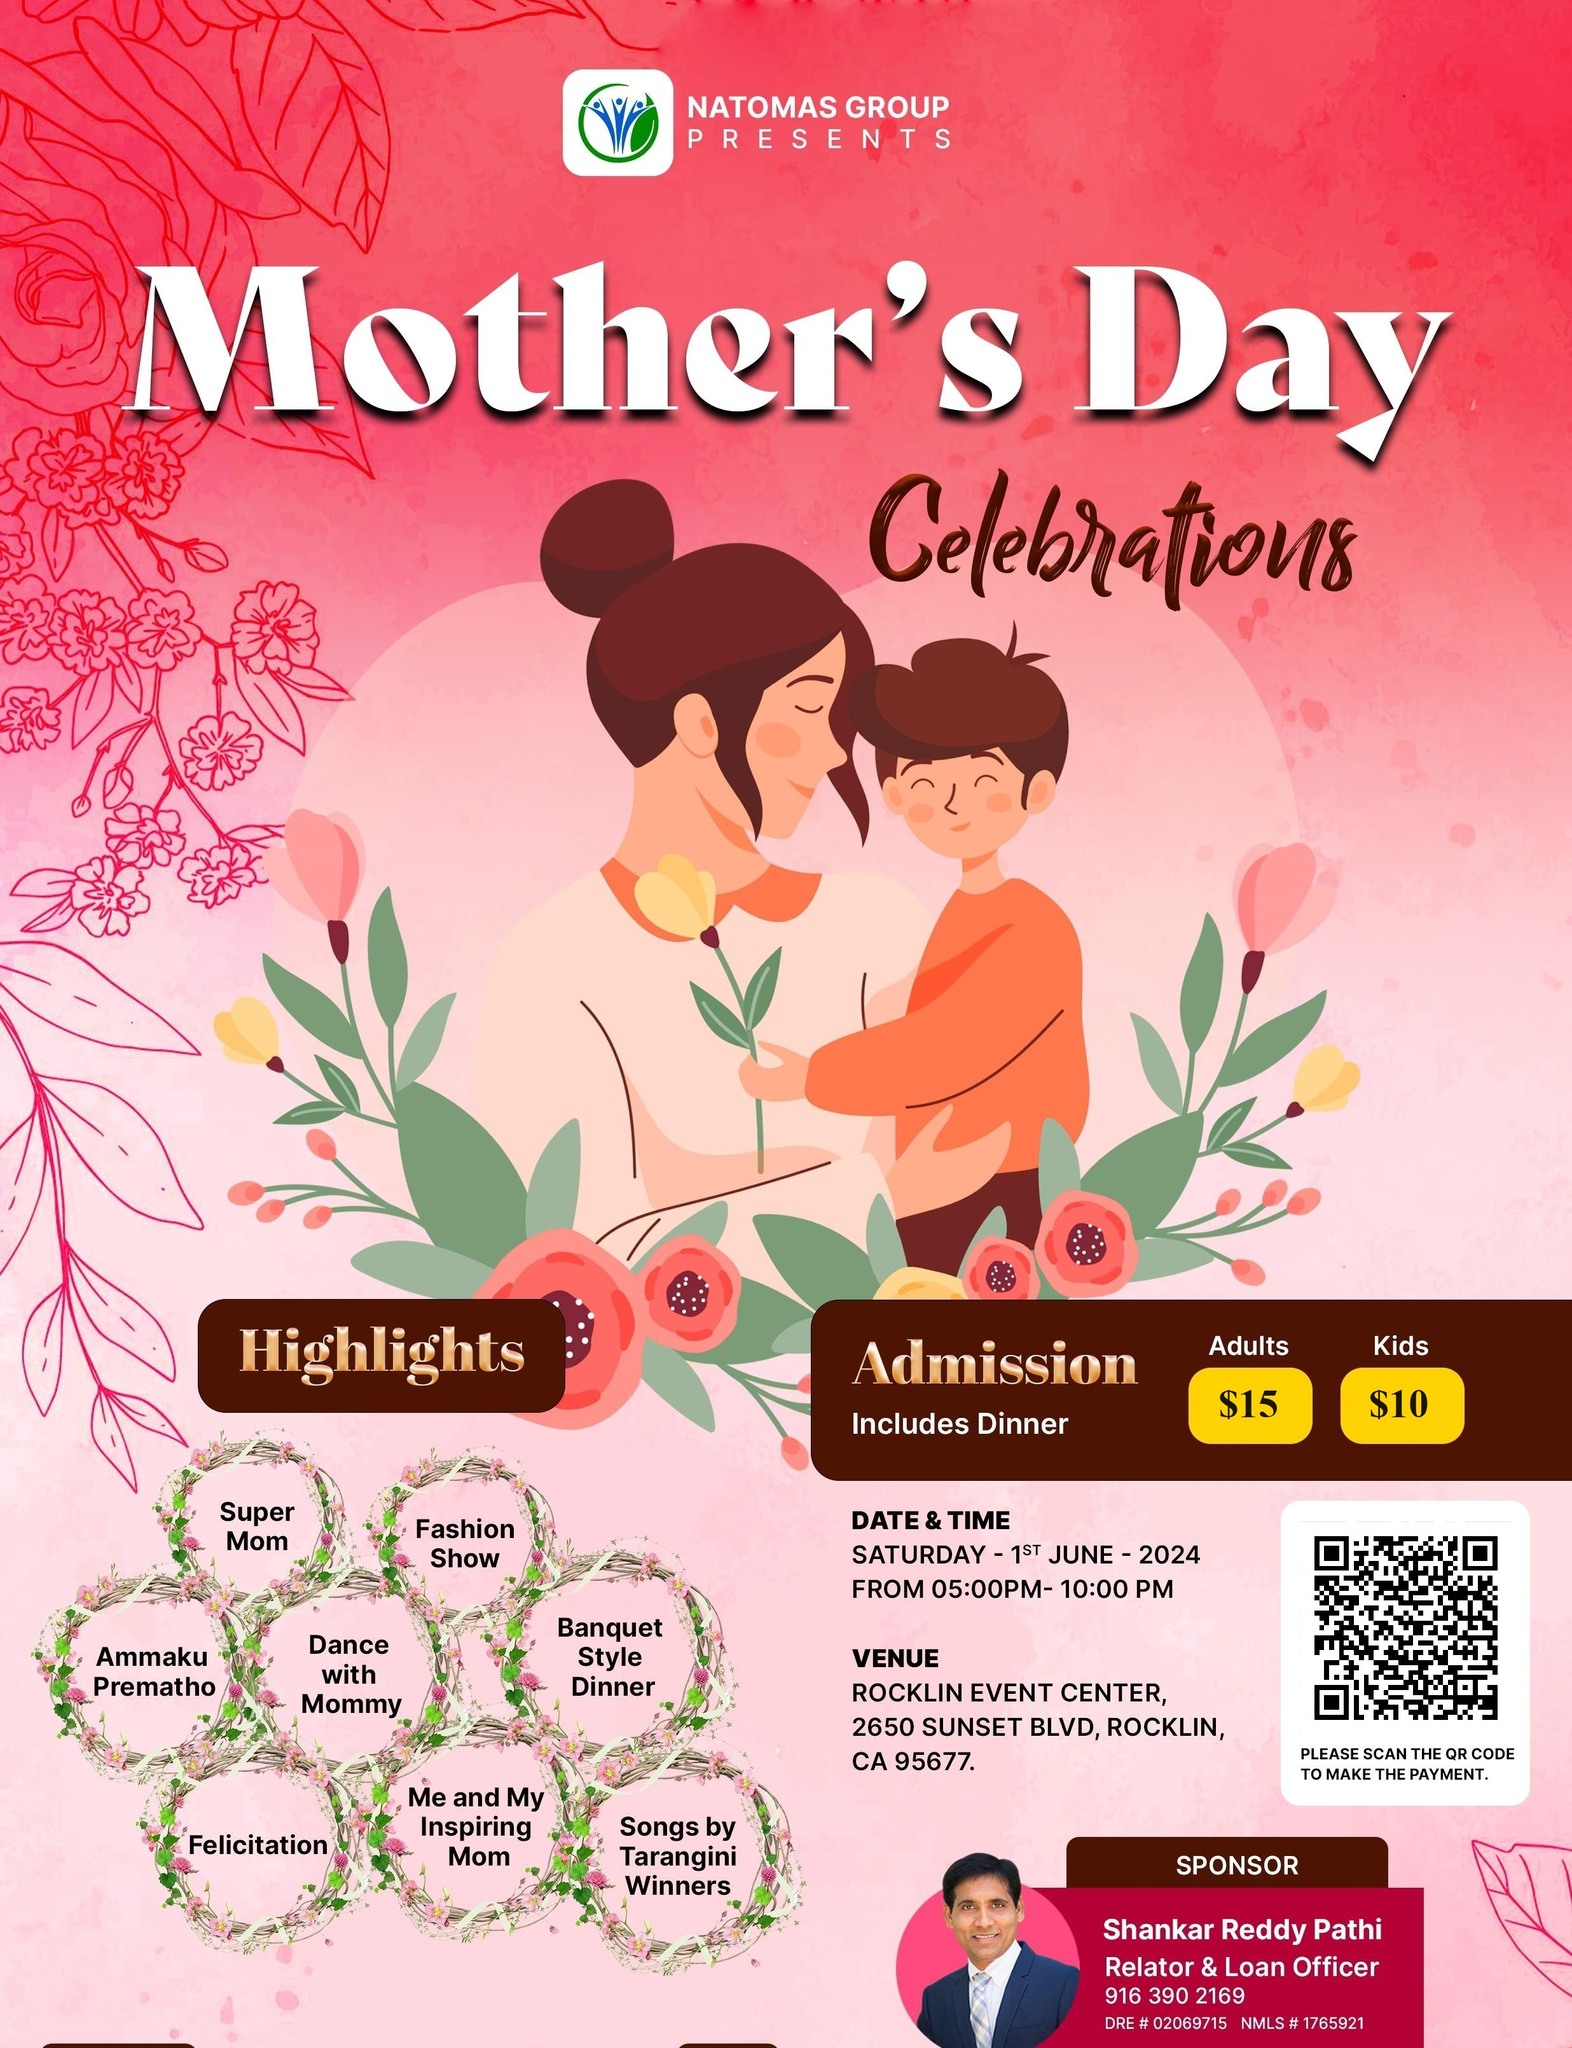 NATOMAS GROUP
PRESENTS
Mother's Day
Celebrations
Highlights
Super
Mom
Fashion
Show
Ammaku
Prematho
Dance
with
Mommy
Banquet
Style
Dinner
Felicitation
Me and My
Inspiring
Mom
Songs by
Tarangini
Winners
Admission
Includes Dinner
Adults
$15
Kids
$10
DATE & TIME
SATURDAY - 1ST JUNE - 2024
FROM 05:00PM- 10:00 PM
VENUE
ROCKLIN EVENT CENTER,
2650 SUNSET BLVD, ROCKLIN,
CA 95677.
PLEASE SCAN THE QR CODE
TO MAKE THE PAYMENT.
SPONSOR
Shankar Reddy Pathi
Relator & Loan Officer
916 390 2169
DRE # 02069715 NMLS # 1765921